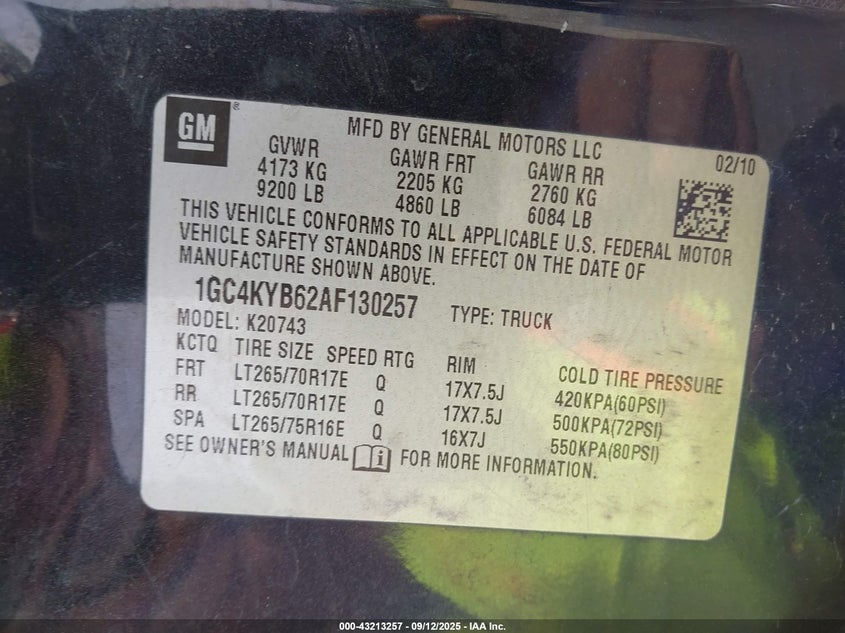 GM ®
MFD BY GENERAL MOTORS LLC 02/10
GVWR GAWR FRT GAWR RR
4173 KG 2205 KG 2760 KG
9200 LB 4860 LB 6084 LB
THIS VEHICLE CONFORMS TO ALL APPLICABLE U.S. FEDERAL MOTOR
VEHICLE SAFETY STANDARDS IN EFFECT ON THE DATE OF
MANUFACTURE SHOWN ABOVE.
1GC4KYB62AF130257 TYPE: TRUCK
MODEL: K20743
KCTQ TIRE SIZE SPEED RTG RIM COLD TIRE PRESSURE
FRT LT265/70R17E Q 17X7.5J 420KPA(60PSI)
RR LT265/70R17E Q 17X7.5J 500KPA(72PSI)
SPA LT265/75R16E Q 16X7J 550KPA(80PSI)
SEE OWNER'S MANUAL i FOR MORE INFORMATION.
000-43213257 - 09/12/2025 - IAA Inc.